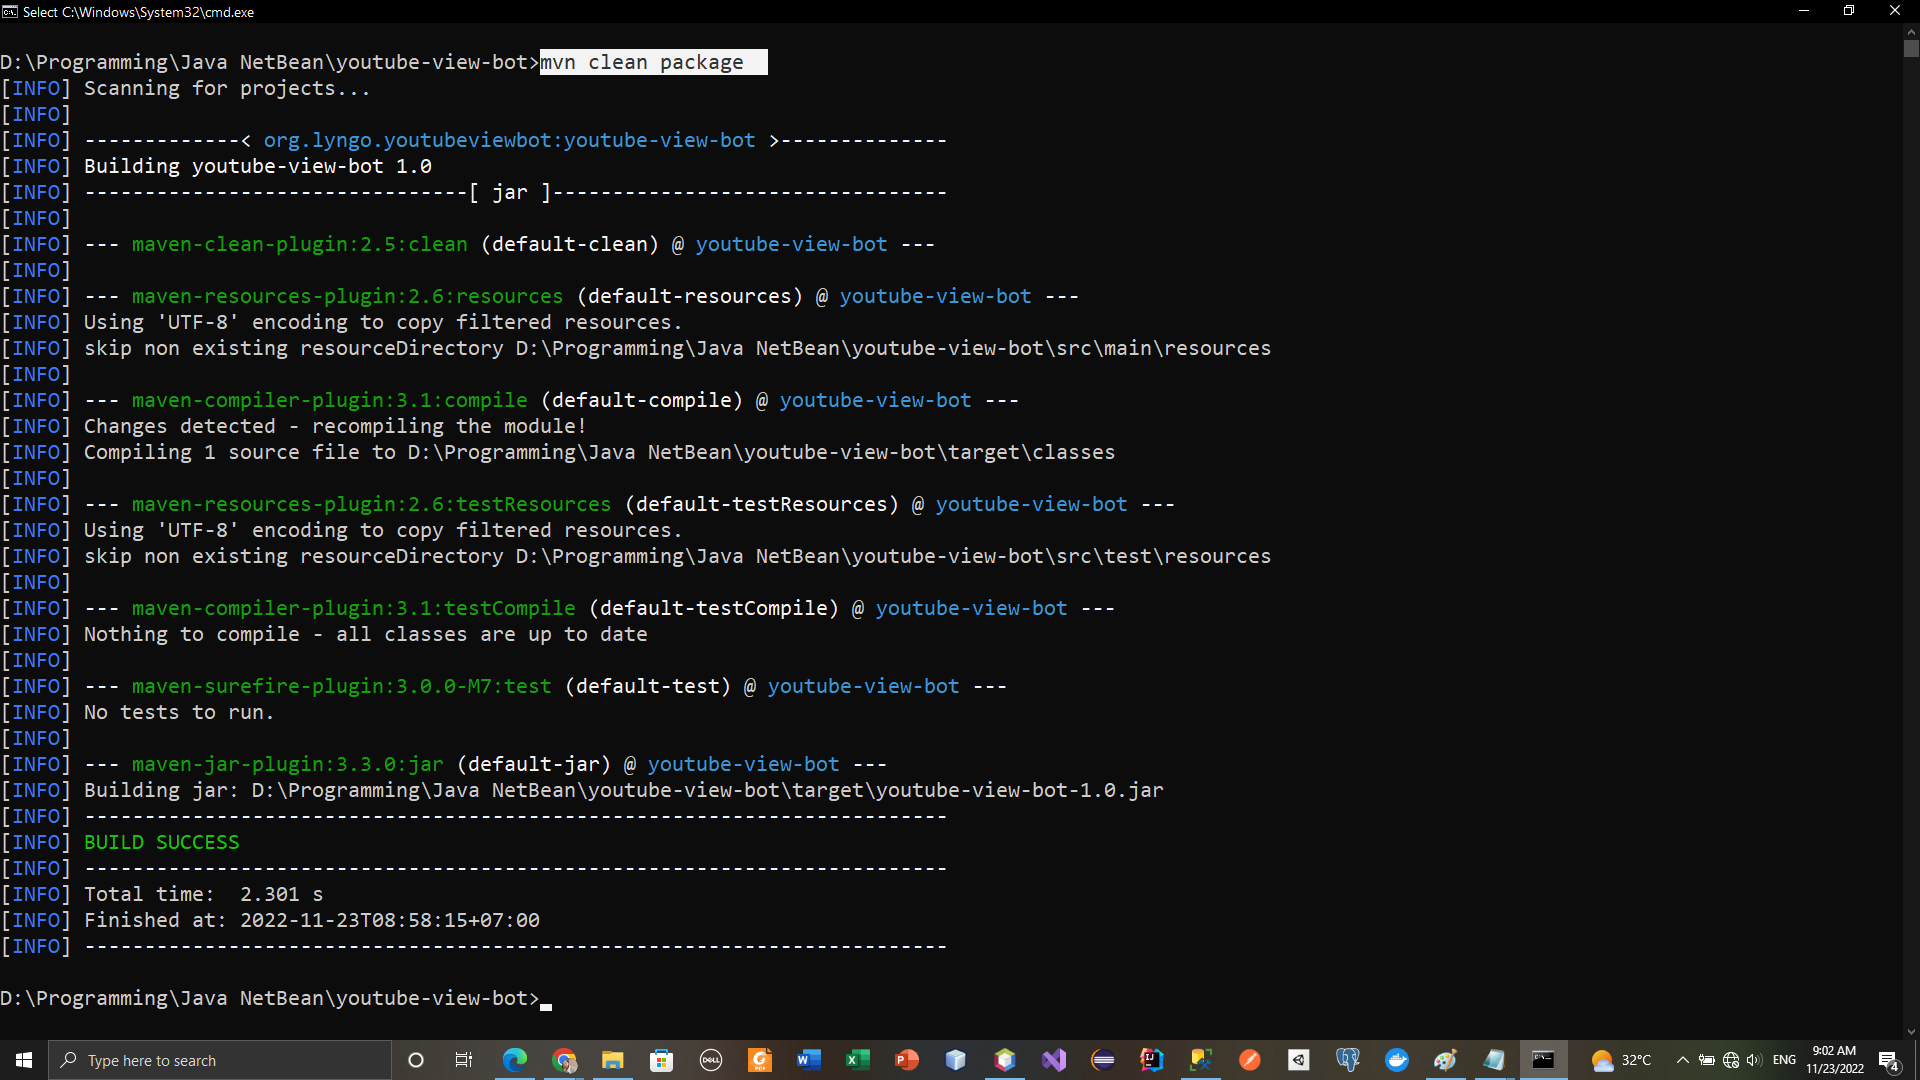 Select C:\Windows\System32\cmd.exe
D:\Programming\Java NetBean\youtube-view-bot>mvn clean package
[INFO] Scanning for projects...
[INFO]
[INFO] -------------< org.lyngo.youtubeviewbot:youtube-view-bot >--------------
[INFO] Building youtube-view-bot 1.0
[INFO] --------------------------------[ jar ]---------------------------------
[INFO]
[INFO] --- maven-clean-plugin:2.5:clean (default-clean) @ youtube-view-bot ---
[INFO]
[INFO] --- maven-resources-plugin:2.6:resources (default-resources) @ youtube-view-bot ---
[INFO] Using 'UTF-8' encoding to copy filtered resources.
[INFO] skip non existing resourceDirectory D:\Programming\Java NetBean\youtube-view-bot\src\main\resources
[INFO]
[INFO] --- maven-compiler-plugin:3.1:compile (default-compile) @ youtube-view-bot ---
[INFO] Changes detected - recompiling the module!
[INFO] Compiling 1 source file to D:\Programming\Java NetBean\youtube-view-bot\target\classes
[INFO]
[INFO] --- maven-resources-plugin:2.6:testResources (default-testResources) @ youtube-view-bot ---
[INFO] Using 'UTF-8' encoding to copy filtered resources.
[INFO] skip non existing resourceDirectory D:\Programming\Java NetBean\youtube-view-bot\src\test\resources
[INFO]
[INFO] --- maven-compiler-plugin:3.1:testCompile (default-testCompile) @ youtube-view-bot ---
[INFO] Nothing to compile - all classes are up to date
[INFO]
[INFO] --- maven-surefire-plugin:3.0.0-M7:test (default-test) @ youtube-view-bot ---
[INFO] No tests to run.
[INFO]
[INFO] --- maven-jar-plugin:3.3.0:jar (default-jar) @ youtube-view-bot ---
[INFO] Building jar: D:\Programming\Java NetBean\youtube-view-bot\target\youtube-view-bot-1.0.jar
[INFO] ------------------------------------------------------------------------
[INFO] BUILD SUCCESS
[INFO] ------------------------------------------------------------------------
[INFO] Total time:  2.301 s
[INFO] Finished at: 2022-11-23T08:58:15+07:00
[INFO] ------------------------------------------------------------------------
D:\Programming\Java NetBean\youtube-view-bot>
Type here to search
32°C
ENG
9:02 AM
11/23/2022
4